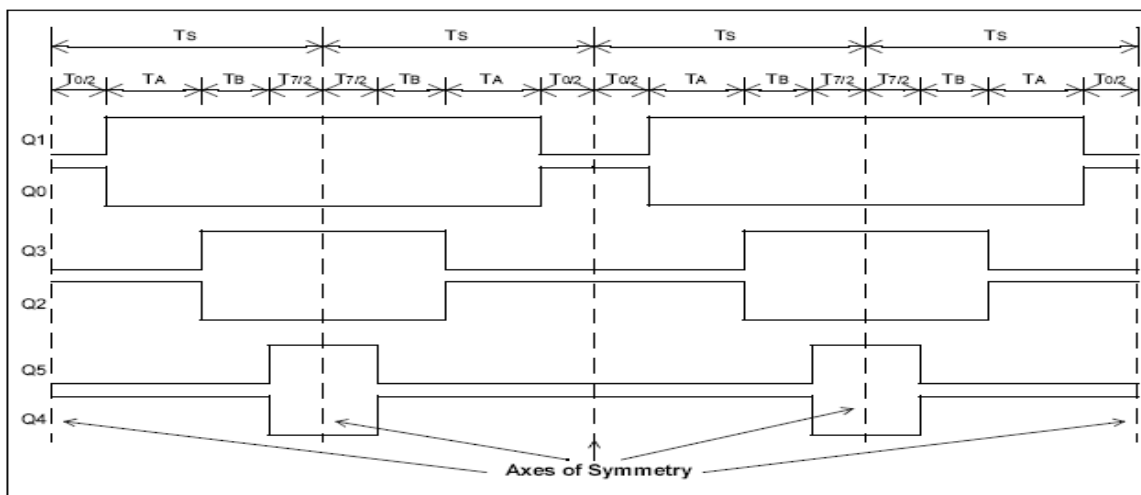 Ts Ts Ts Ts
T0/2 TA TB T7/2 T7/2 TB TA T0/2 T0/2 TA TB T7/2 T7/2 TB TA T0/2
Q1
Q0
Q3
Q2
Q5
Q4
Axes of Symmetry